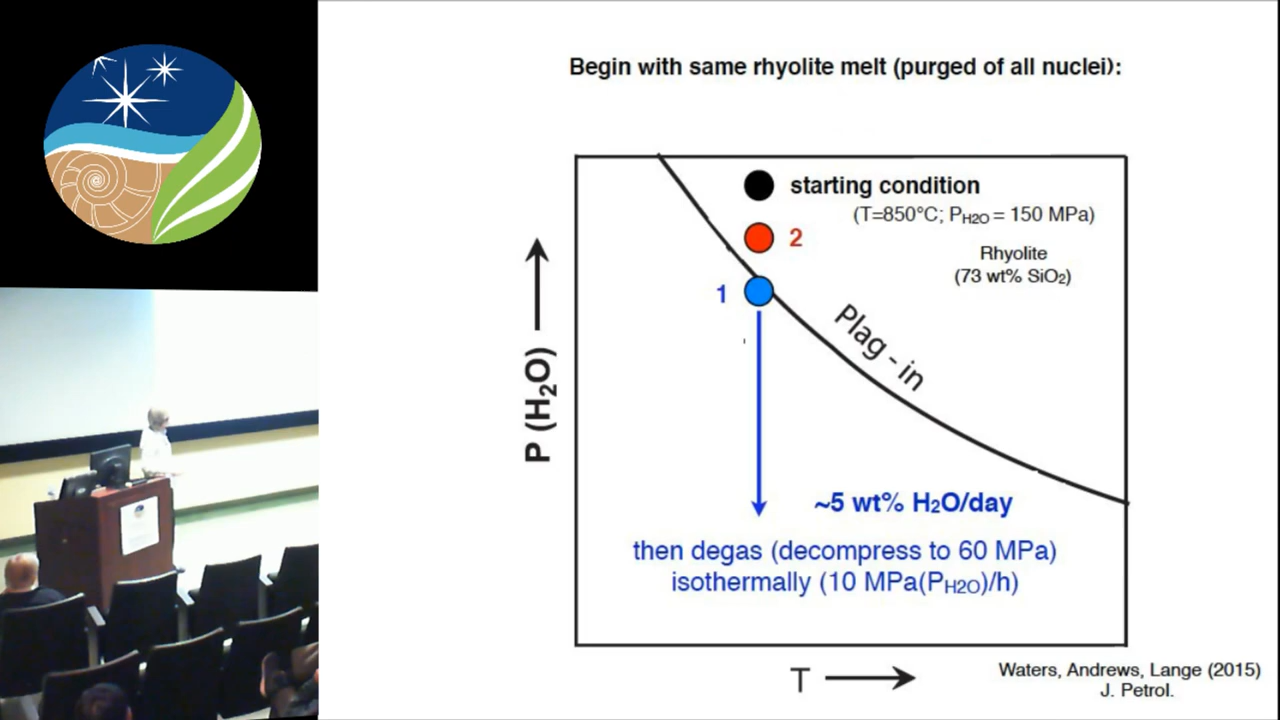 Begin with same rhyolite melt (purged of all nuclei):
starting condition
(T=850°C; PH2O = 150 MPa)
2
Rhyolite
(73 wt% SiO2)
1
Plag - in
P (H2O)
~5 wt% H2O/day
then degas (decompress to 60 MPa)
isothermally (10 MPa(PH2O)/h)
T
Waters, Andrews, Lange (2015)
J. Petrol.